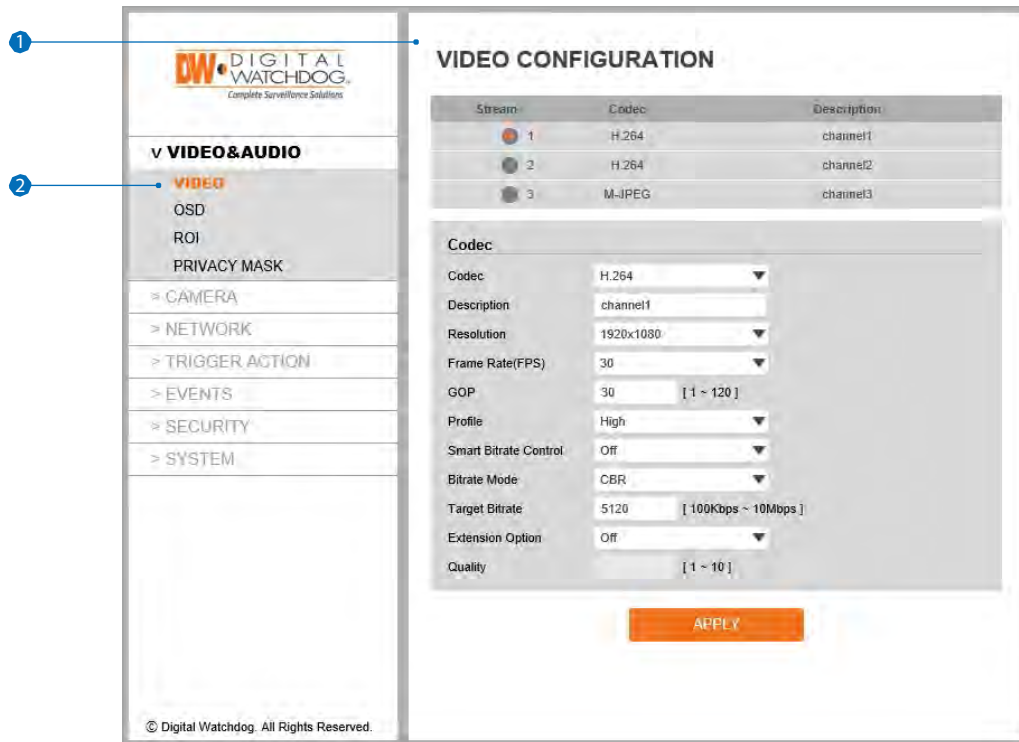 1
2
DW DIGITAL
WATCHDOG®
Complete Surveillance Solutions
v VIDEO&AUDIO
VIDEO
OSD
ROI
PRIVACY MASK
> CAMERA
> NETWORK
> TRIGGER ACTION
> EVENTS
> SECURITY
> SYSTEM
© Digital Watchdog. All Rights Reserved.
VIDEO CONFIGURATION
Stream Codec Description
1 H.264 channel1
2 H.264 channel2
3 M-JPEG channel3
Codec
Codec H.264
Description channel1
Resolution 1920x1080
Frame Rate(FPS) 30
GOP 30 [ 1 ~ 120 ]
Profile High
Smart Bitrate Control Off
Bitrate Mode CBR
Target Bitrate 5120 [ 100Kbps ~ 10Mbps ]
Extension Option Off
Quality [ 1 ~ 10 ]
APPLY